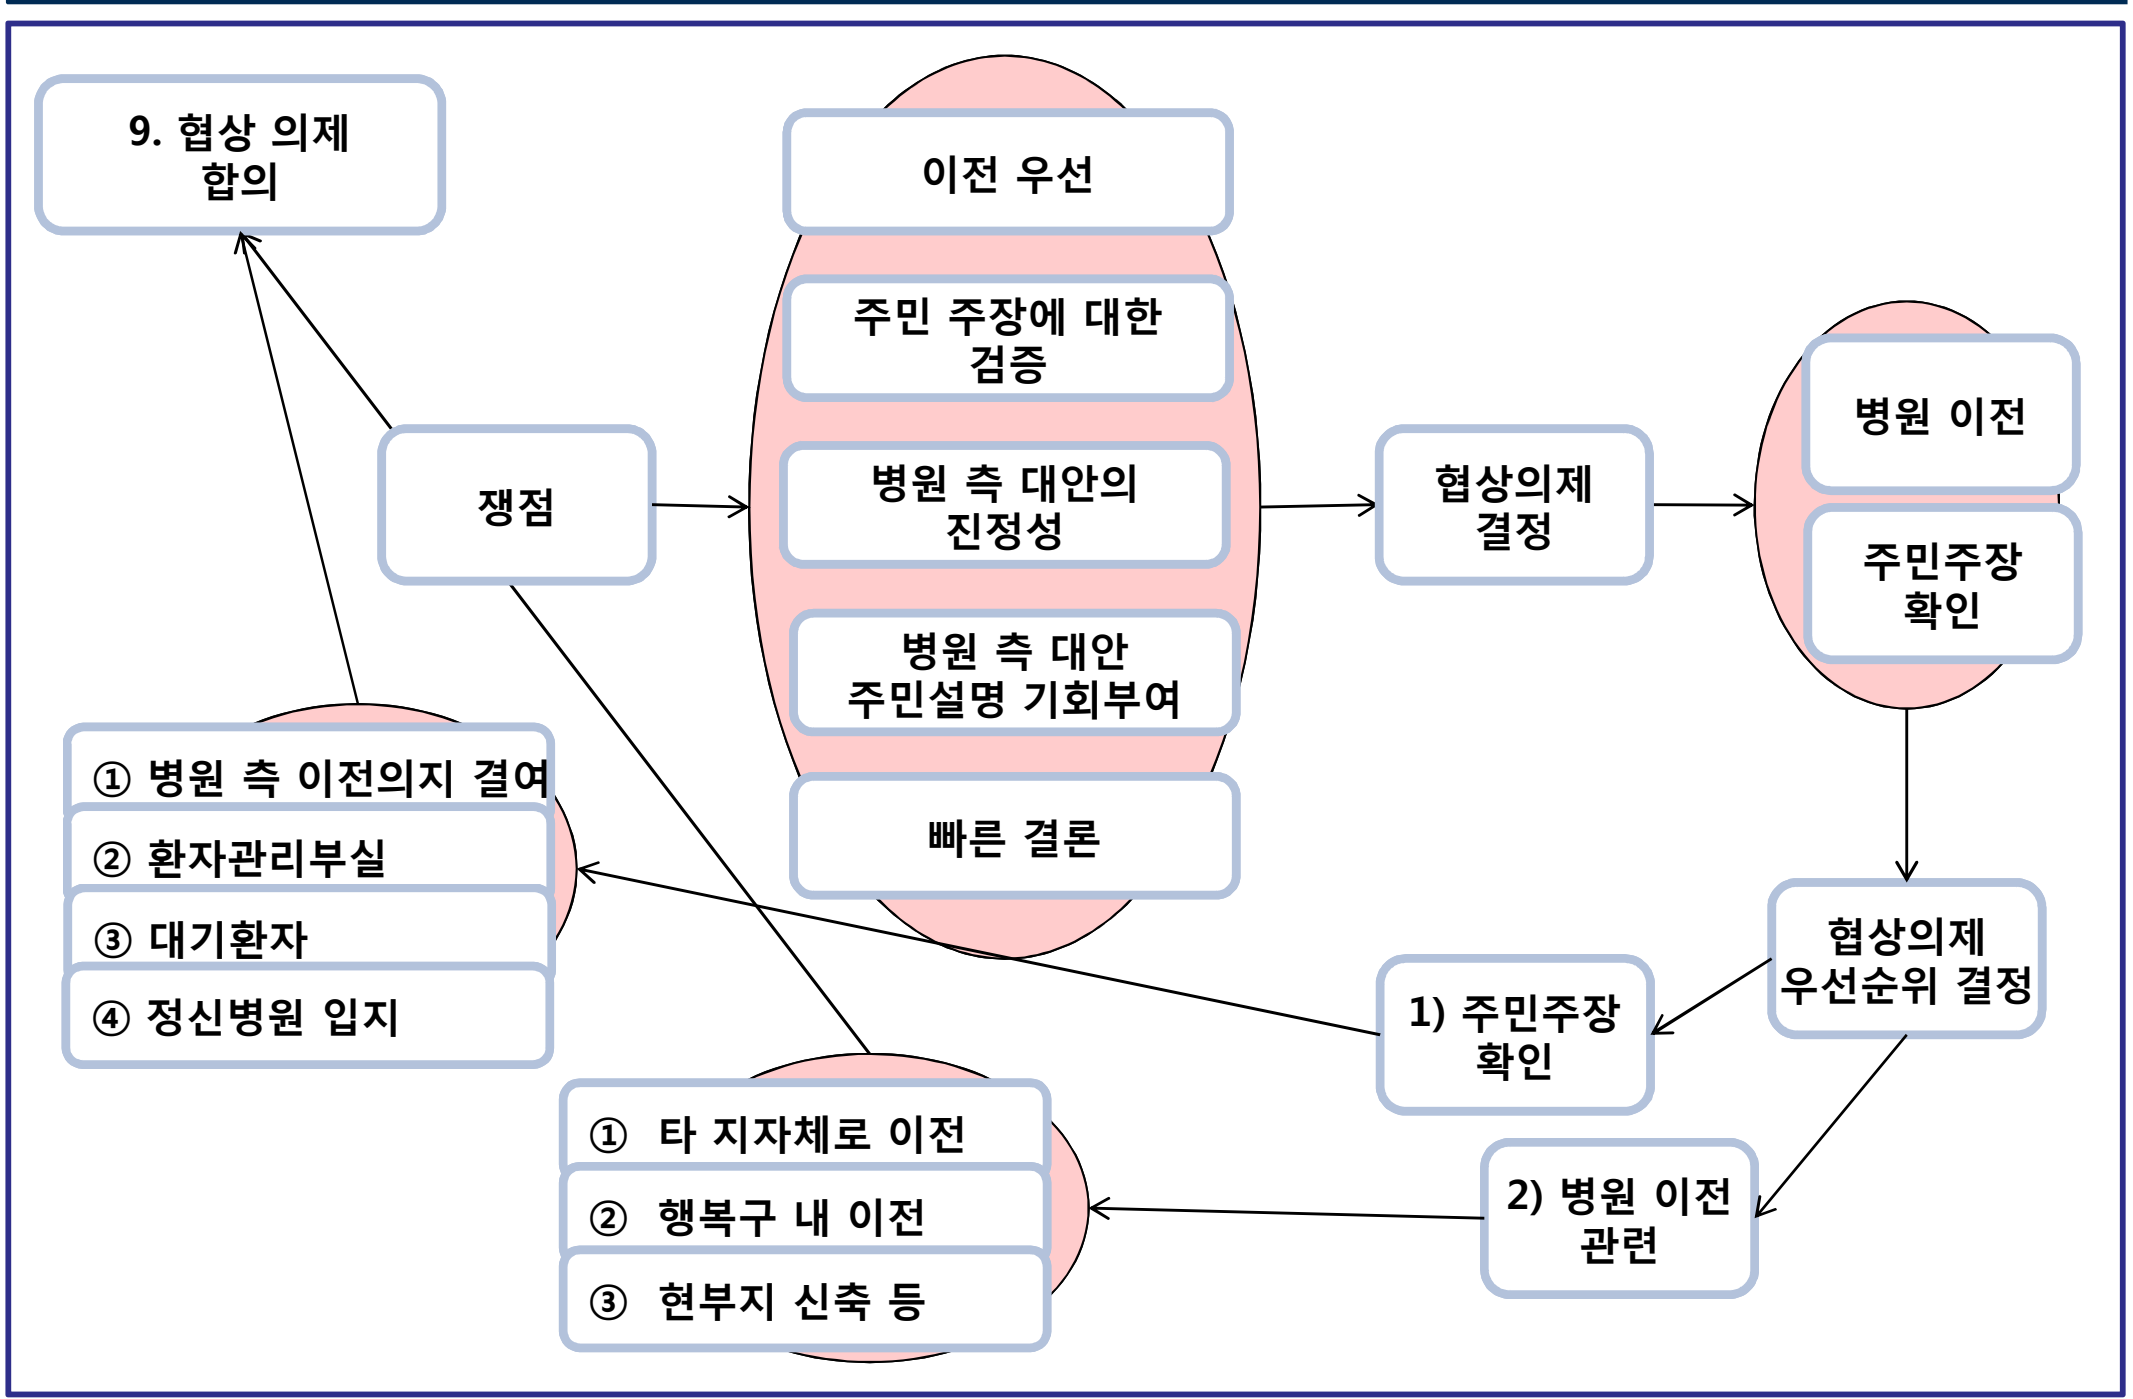 9. 협상 의제
합의
이전 우선
주민 주장에 대한
검증
병원 측 대안의
진정성
병원 측 대안
주민설명 기회부여
빠른 결론
쟁점
협상의제
결정
병원 이전
주민주장
확인
협상의제
우선순위 결정
1) 주민주장
확인
2) 병원 이전
관련
① 병원 측 이전의지 결여
② 환자관리부실
③ 대기환자
④ 정신병원 입지
① 타 지자체로 이전
② 행복구 내 이전
③ 현부지 신축 등